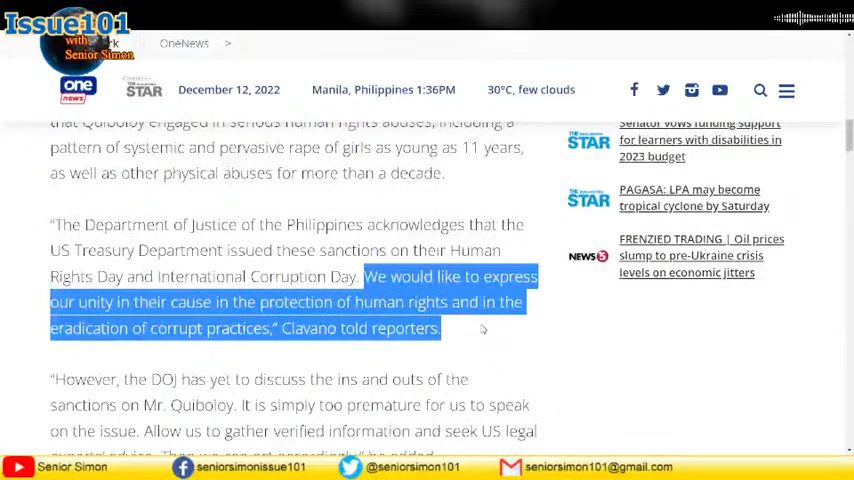 Issue101
with
Senior Simon
rk
OneNews >
one
news
THE
STAR
December 12, 2022
Manila, Philippines 1:36PM
30°C, few clouds
that Quiboloy engaged in serious human rights abuses, including a
pattern of systemic and pervasive rape of girls as young as 11 years,
as well as other physical abuses for more than a decade.
“The Department of Justice of the Philippines acknowledges that the
US Treasury Department issued these sanctions on their Human
Rights Day and International Corruption Day. We would like to express
our unity in their cause in the protection of human rights and in the
eradication of corrupt practices,” Clavano told reporters.
“However, the DOJ has yet to discuss the ins and outs of the
sanctions on Mr. Quiboloy. It is simply too premature for us to speak
on the issue. Allow us to gather verified information and seek US legal
STAR
Senator vows funding support
for learners with disabilities in
2023 budget
STAR
PAGASA: LPA may become
tropical cyclone by Saturday
NEWS5
FRENZIED TRADING | Oil prices
slump to pre-Ukraine crisis
levels on economic jitters
Senior Simon
seniorsimonissue101
@seniorsimon101
seniorsimon101@gmail.com